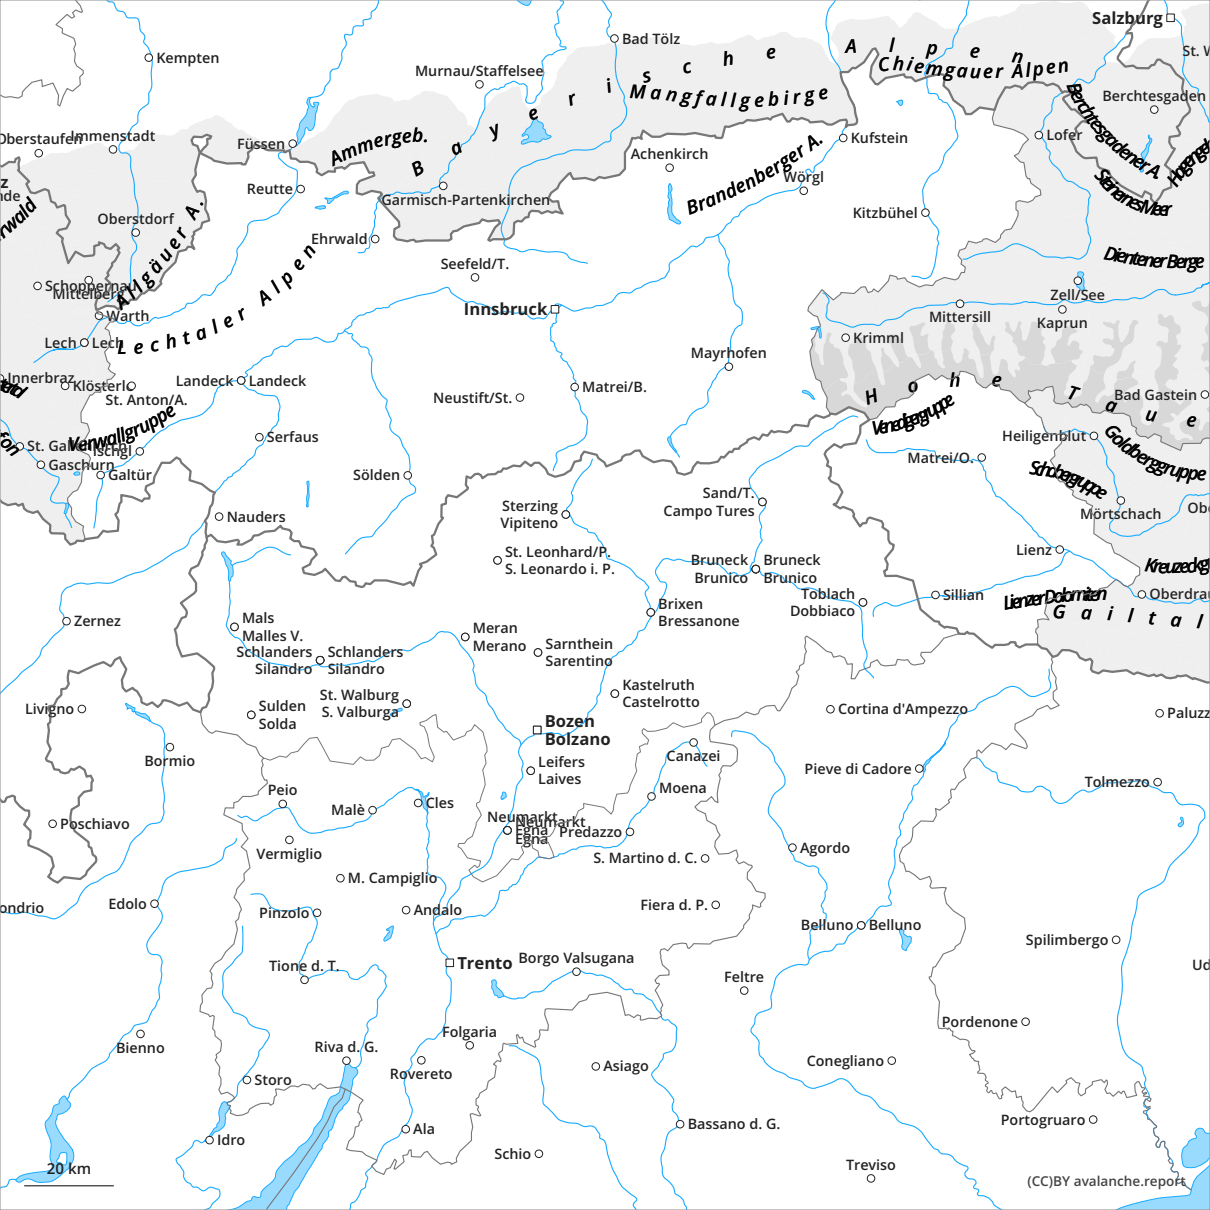 Salzburg
Kempten
Bad Tölz
Murnau/Staffelsee
Bayerische Alpen
Chiemgauer Alpen
Mangfallgebirge
Berchtesgaden
Berchtesgadener A.
Oberstaufen
Immenstadt
Füssen
Ammergeb.
Achenkirch
Brandenberger A.
Kufstein
Lofer
Reutte
Garmisch-Partenkirchen
Wörgl
Steinernes Meer
Oberstdorf
Allgäuer A.
Ehrwald
Kitzbühel
Dientener Berge
Seefeld/T.
Schoppernau
Mittelberg
Warth
Lechtaler Alpen
Innsbruck
Zell/See
Mittersill
Kaprun
Lech
Lech
Krimml
Mayrhofen
Innerbraz
Klösterle
St. Anton/A.
Landeck
Landeck
Neustift/St.
Matrei/B.
Hohe Taue
Bad Gastein
Verwallgruppe
Venedigergruppe
Heiligenblut
Goldberggruppe
Serfaus
Ischgl
Gaschurn
Galtür
Sölden
Matrei/O.
Schobergruppe
Mörtschach
Nauders
Sterzing
Vipiteno
Sand/T.
Campo Tures
St. Leonhard/P.
S. Leonardo i. P.
Bruneck
Brunico
Bruneck
Brunico
Lienz
Toblach
Dobbiaco
Sillian
Lienzer Dolomiten
Gailtal
Zernez
Mals
Malles V.
Schlanders
Silandro
Schlanders
Silandro
Meran
Merano
Sarnthein
Sarentino
Brixen
Bressanone
Kastelruth
Castelrotto
St. Walburg
S. Valburga
Sulden
Solda
Livigno
Bormio
Bozen
Bolzano
Leifers
Laives
Canazei
Cortina d'Ampezzo
Pieve di Cadore
Tolmezzo
Peio
Malè
Cles
Moena
Poschiavo
Neumarkt
Egna
Neumarkt
Egna
Predazzo
Vermiglio
S. Martino d. C.
Agordo
M. Campiglio
Edolo
Pinzolo
Andalo
Fiera d. P.
Belluno
Belluno
Spilimbergo
Tione d. T.
Trento
Borgo Valsugana
Feltre
Bienno
Riva d. G.
Folgaria
Rovereto
Pordenone
Storo
Asiago
Conegliano
Idro
Ala
Bassano d. G.
Portogruaro
Schio
Treviso
20 km
(CC)BY avalanche.report